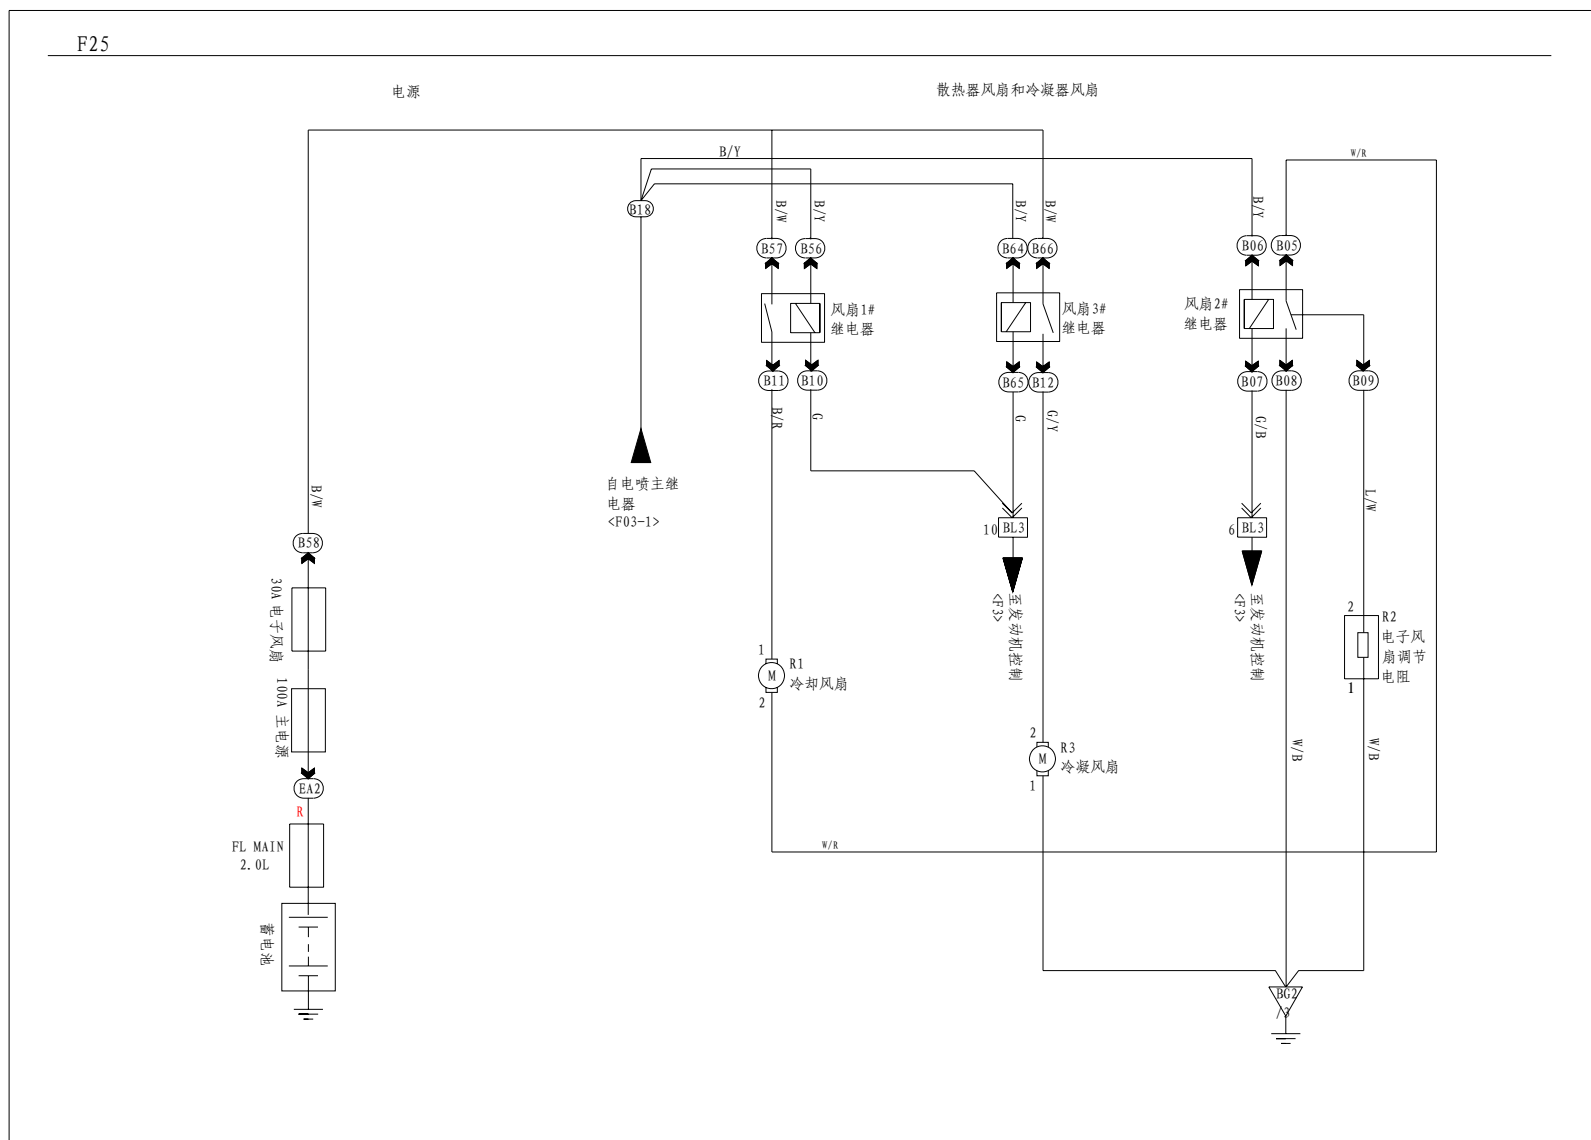 F25
电源
散热器风扇和冷凝器风扇
B/Y
W/R
B18
B/W
B/Y
B/Y
B/W
B/Y
B57
B56
B64
B66
B06
B05
风扇1#
继电器
风扇3#
继电器
风扇2#
继电器
B11
B10
B65
B12
B07
B08
B09
B/R
G
G
G/Y
G/B
L/W
自电喷主继
电器
<F03-1>
B/W
B58
10
BL3
6
BL3
至发动机控制
<F3>
至发动机控制
<F3>
30A 电子风扇
100A 主电源
2
R2
电子风
扇调节
电阻
1
1
R1
M
冷却风扇
2
2
R3
M
冷凝风扇
1
W/B
W/B
EA2
R
FL MAIN
2.0L
W/R
蓄电池
BG2
/3